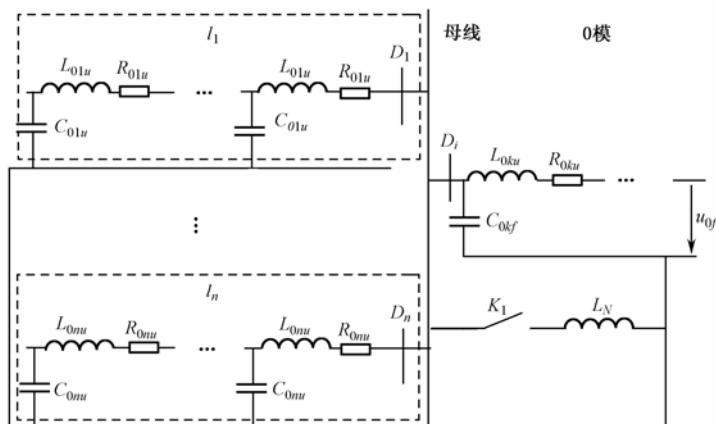 l₁ 母线 0模
L₀₁ᵤ R₀₁ᵤ ... L₀₁ᵤ R₀₁ᵤ D₁
C₀₁ᵤ C₀₁ᵤ
Dᵢ L₀ₖᵤ R₀ₖᵤ ...
C₀ₖf u₀f
⋮
lₙ
L₀ₙᵤ R₀ₙᵤ ... L₀ₙᵤ R₀ₙᵤ Dₙ
K₁ L_N
C₀ₙᵤ C₀ₙᵤ